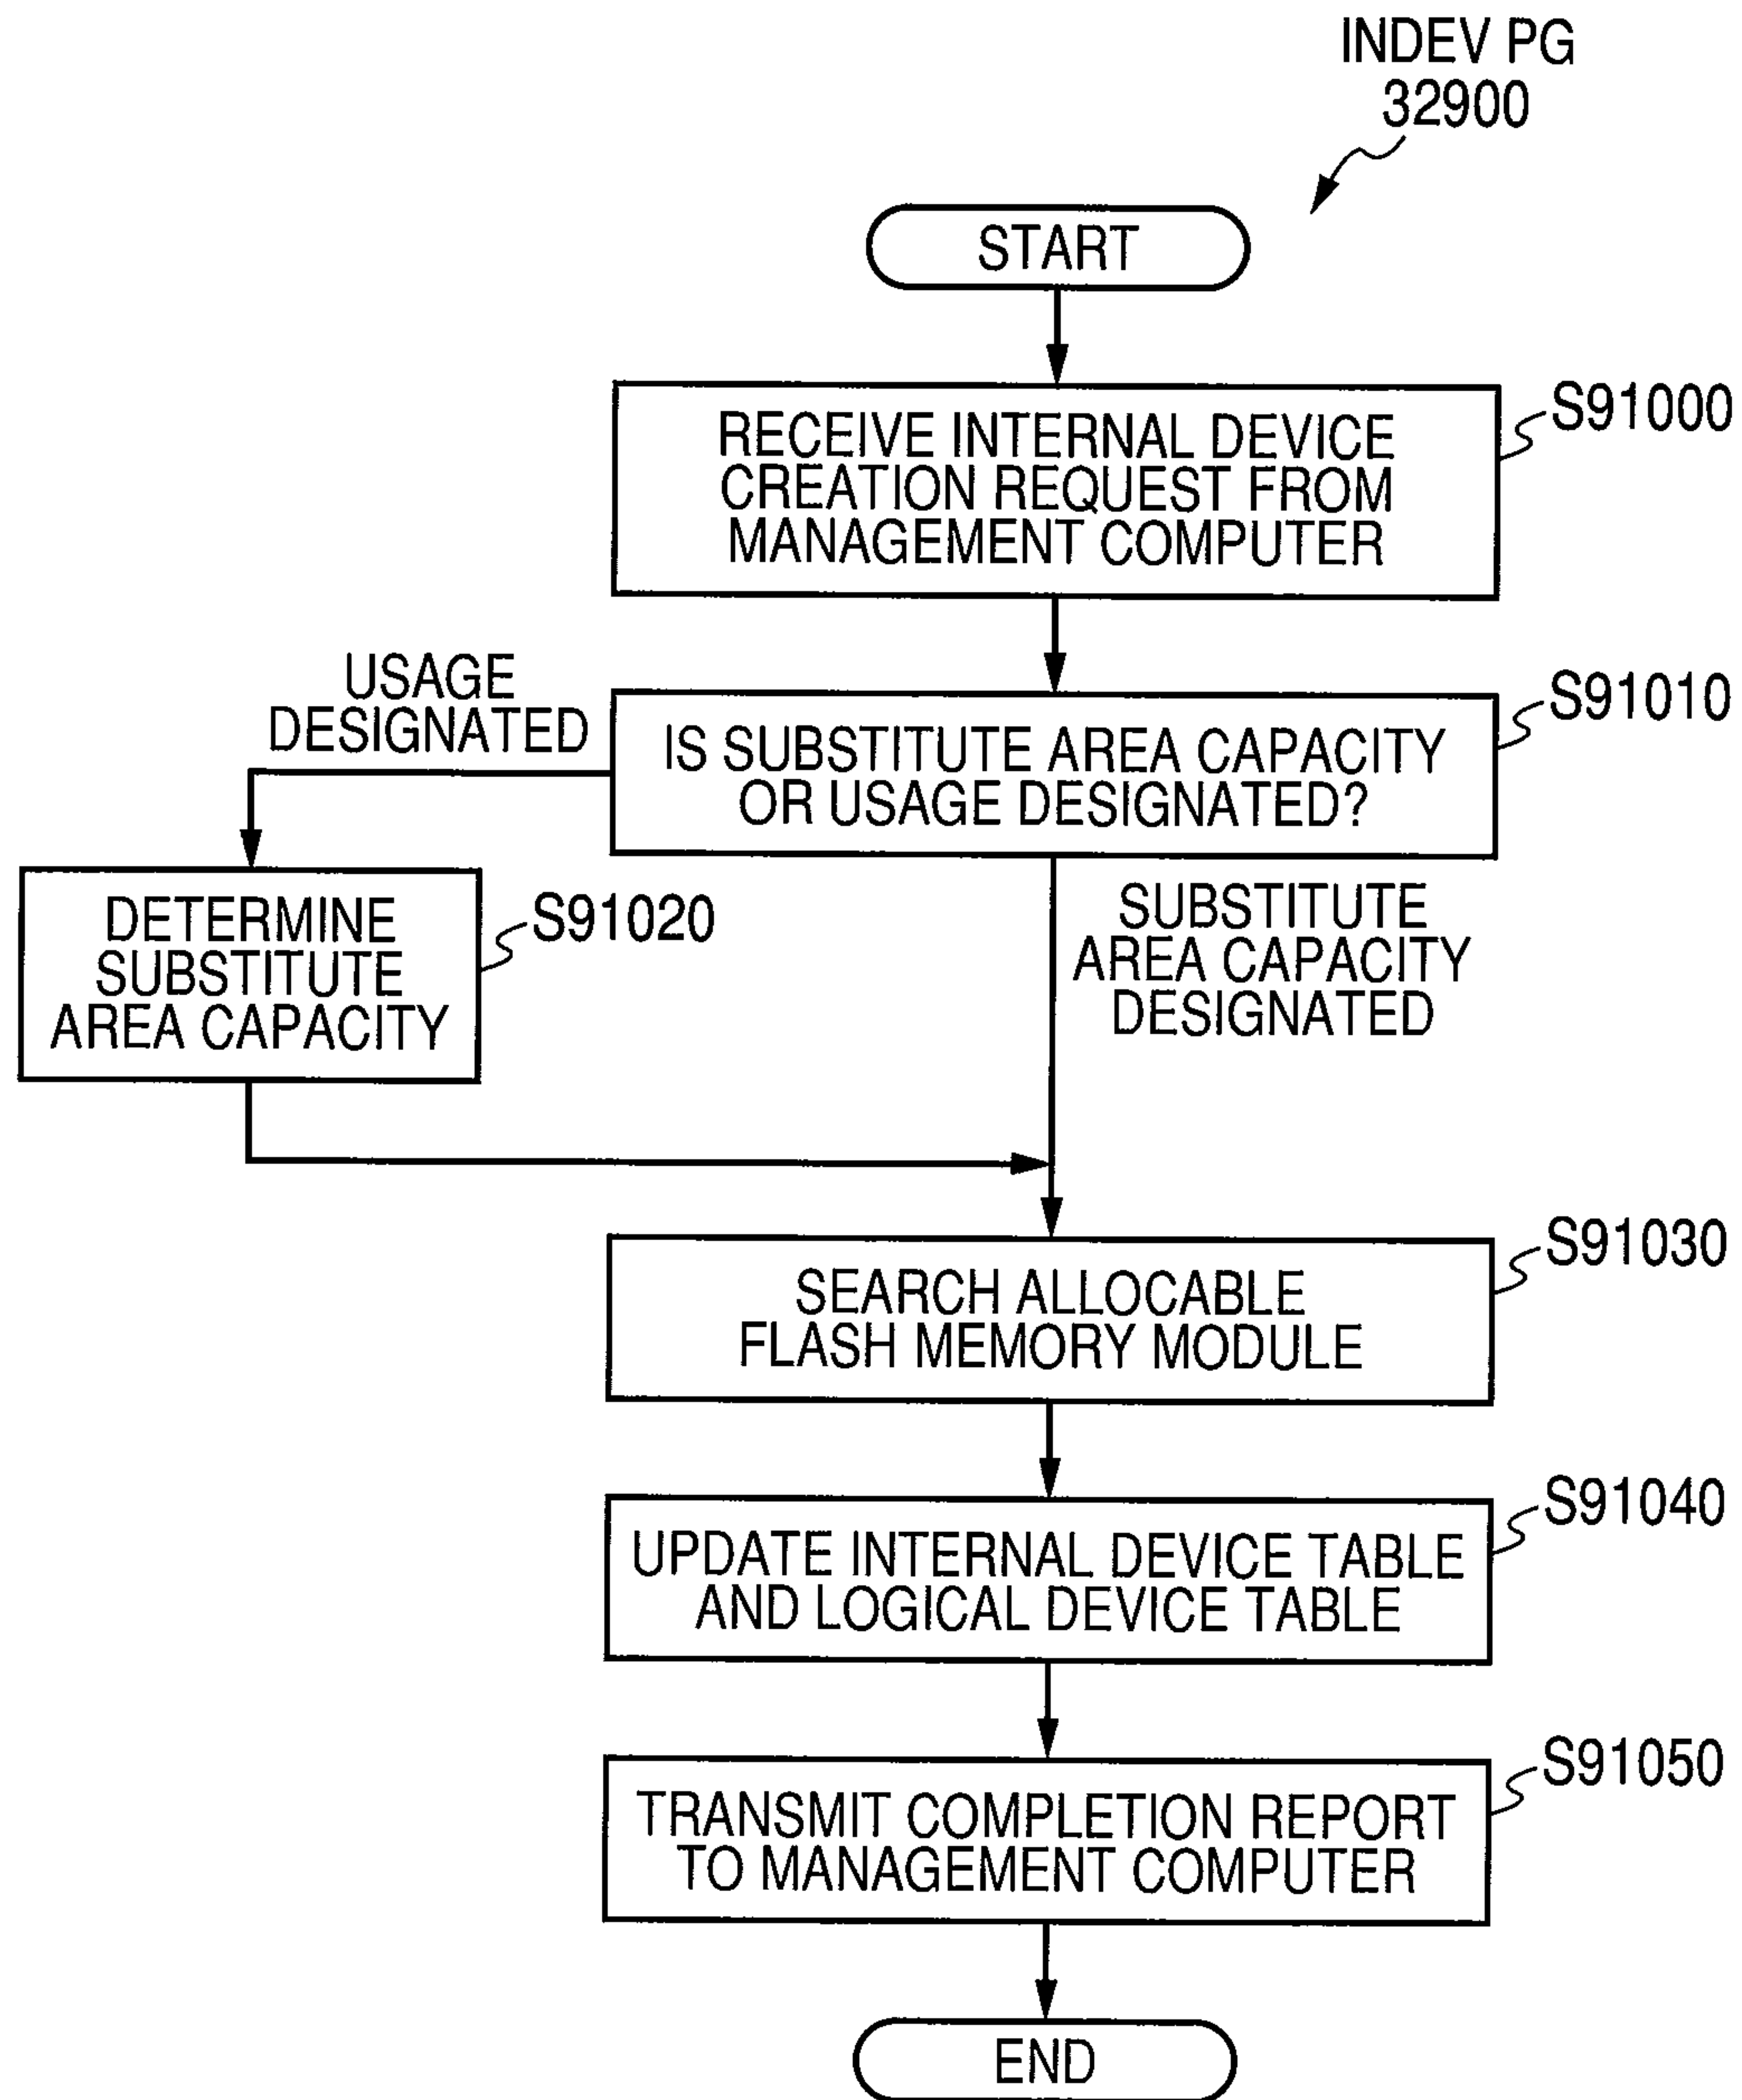 INDEV PG
32900
START
RECEIVE INTERNAL DEVICE
CREATION REQUEST FROM
MANAGEMENT COMPUTER
S91000
USAGE
DESIGNATED
IS SUBSTITUTE AREA CAPACITY
OR USAGE DESIGNATED?
S91010
DETERMINE
SUBSTITUTE
AREA CAPACITY
S91020
SUBSTITUTE
AREA CAPACITY
DESIGNATED
SEARCH ALLOCABLE
FLASH MEMORY MODULE
S91030
UPDATE INTERNAL DEVICE TABLE
AND LOGICAL DEVICE TABLE
S91040
TRANSMIT COMPLETION REPORT
TO MANAGEMENT COMPUTER
S91050
END